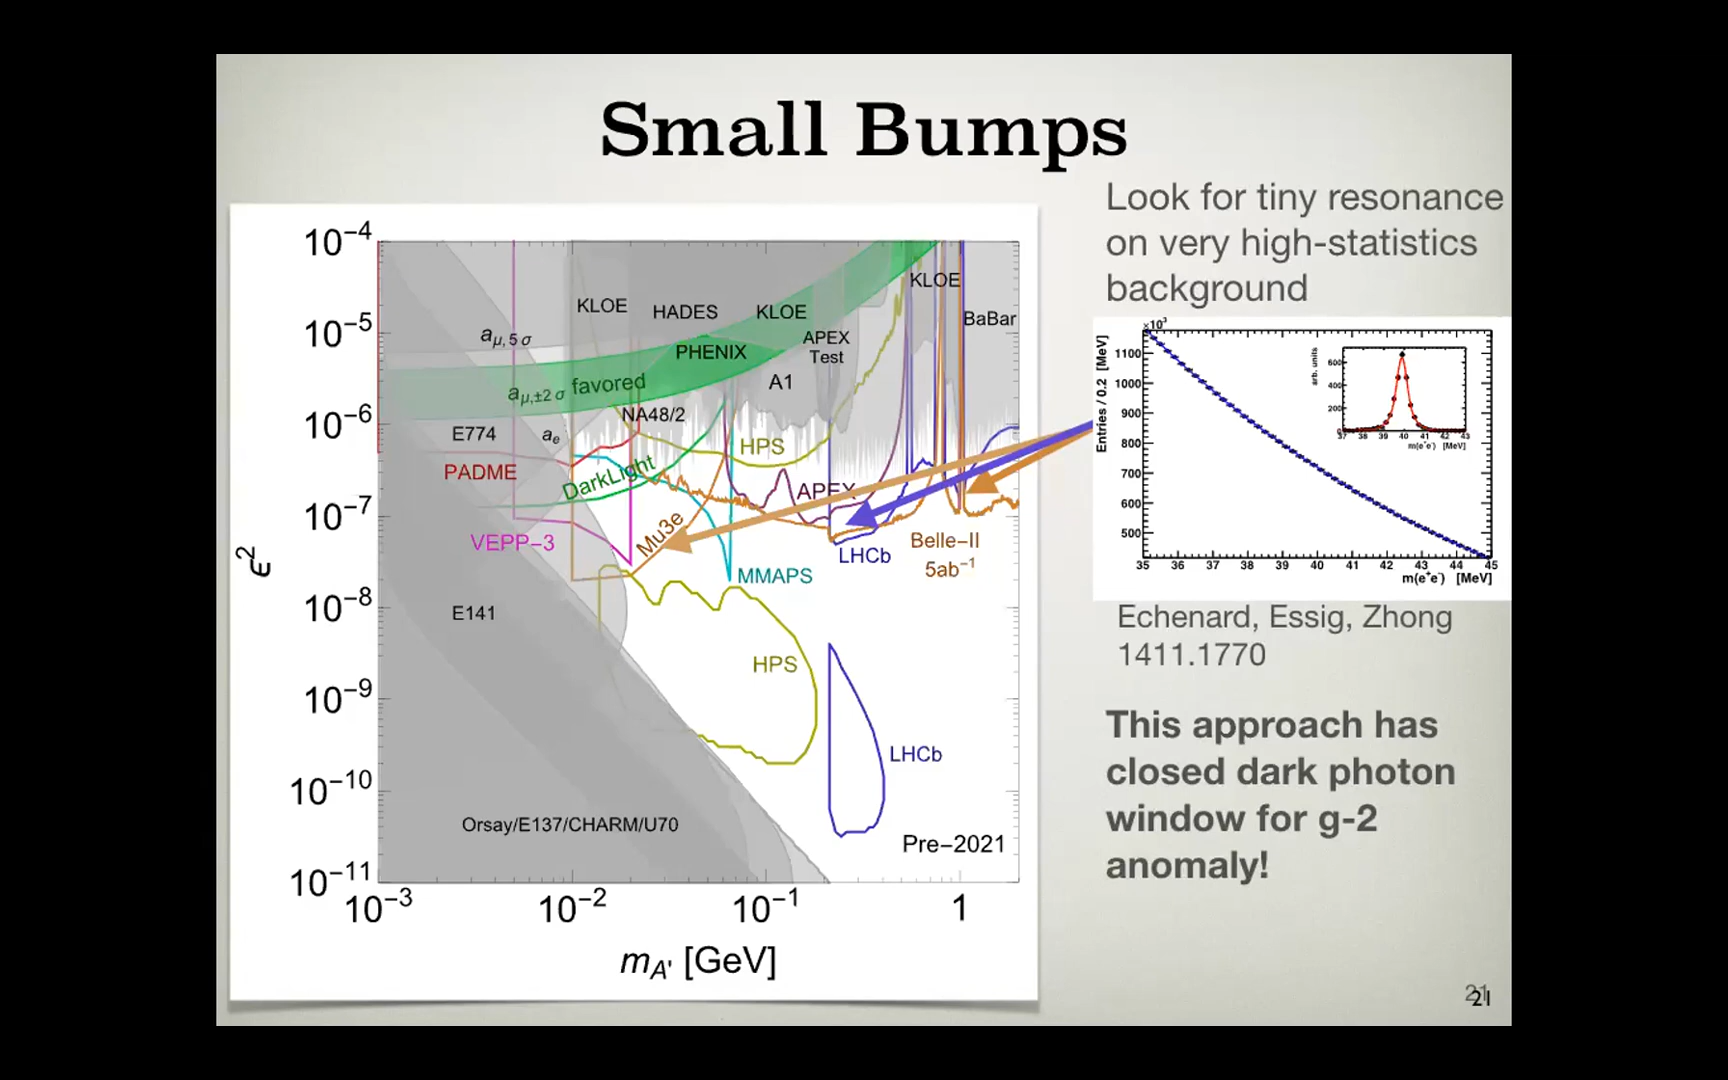 Small Bumps
Look for tiny resonance
on very high-statistics
background
10⁻⁴
10⁻⁵
10⁻⁶
10⁻⁷
10⁻⁸
10⁻⁹
10⁻¹⁰
10⁻¹¹
ϵ²
KLOE
HADES
KLOE
KLOE
BaBar
a_μ, 5 σ
PHENIX
APEX
Test
a_μ,±2 σ favored
A1
NA48/2
E774
a_e
HPS
PADME
DarkLight
APEX
VEPP−3
Mu3e
LHCb
Belle−II
5ab⁻¹
MMAPS
E141
HPS
LHCb
Orsay/E137/CHARM/U70
Pre−2021
10⁻³ 10⁻² 10⁻¹ 1
m_A' [GeV]
×10³
Entries / 0.2 [MeV]
1100
1000
900
800
700
600
500
35 36 37 38 39 40 41 42 43 44 45
m(e⁺e⁻) [MeV]
arb. units
600
400
200
0
37 38 39 40 41 42 43
m(e⁺e⁻) [MeV]
Echenard, Essig, Zhong
1411.1770
This approach has
closed dark photon
window for g-2
anomaly!
21
21